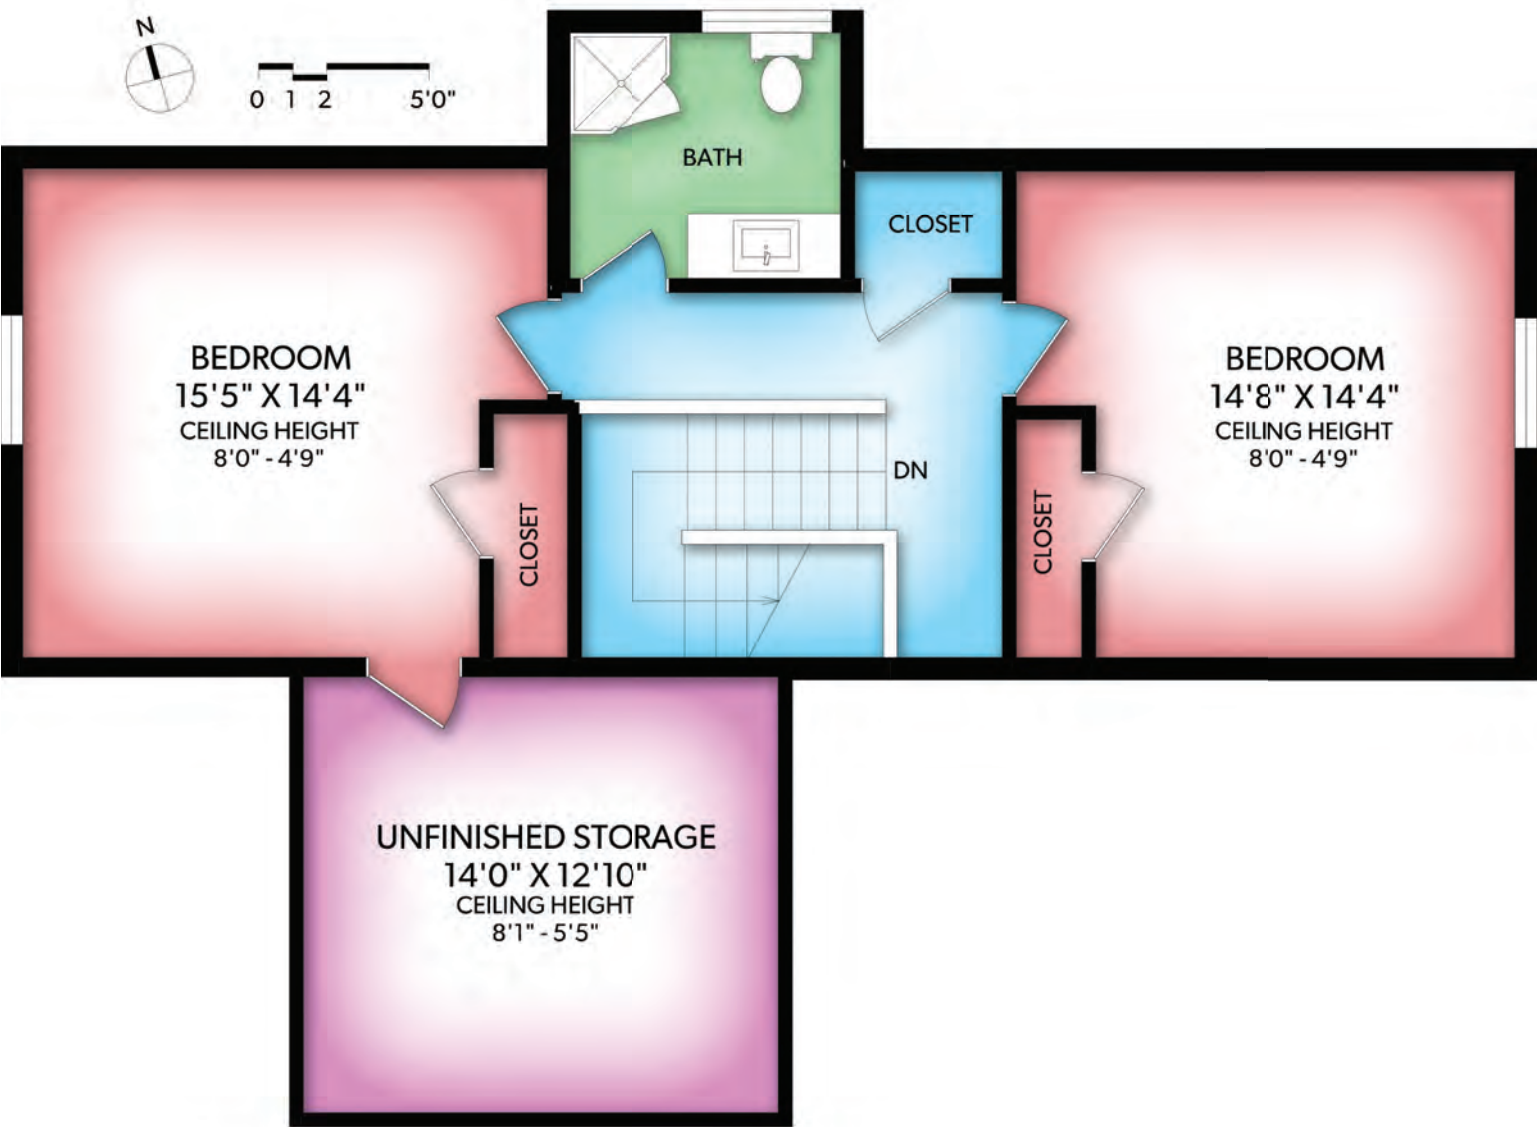 N
0 1 2 5'0"
BATH
CLOSET
BEDROOM
15'5" X 14'4"
CEILING HEIGHT
8'0" - 4'9"
BEDROOM
14'8" X 14'4"
CEILING HEIGHT
8'0" - 4'9"
DN
CLOSET
CLOSET
UNFINISHED STORAGE
14'0" X 12'10"
CEILING HEIGHT
8'1" - 5'5"